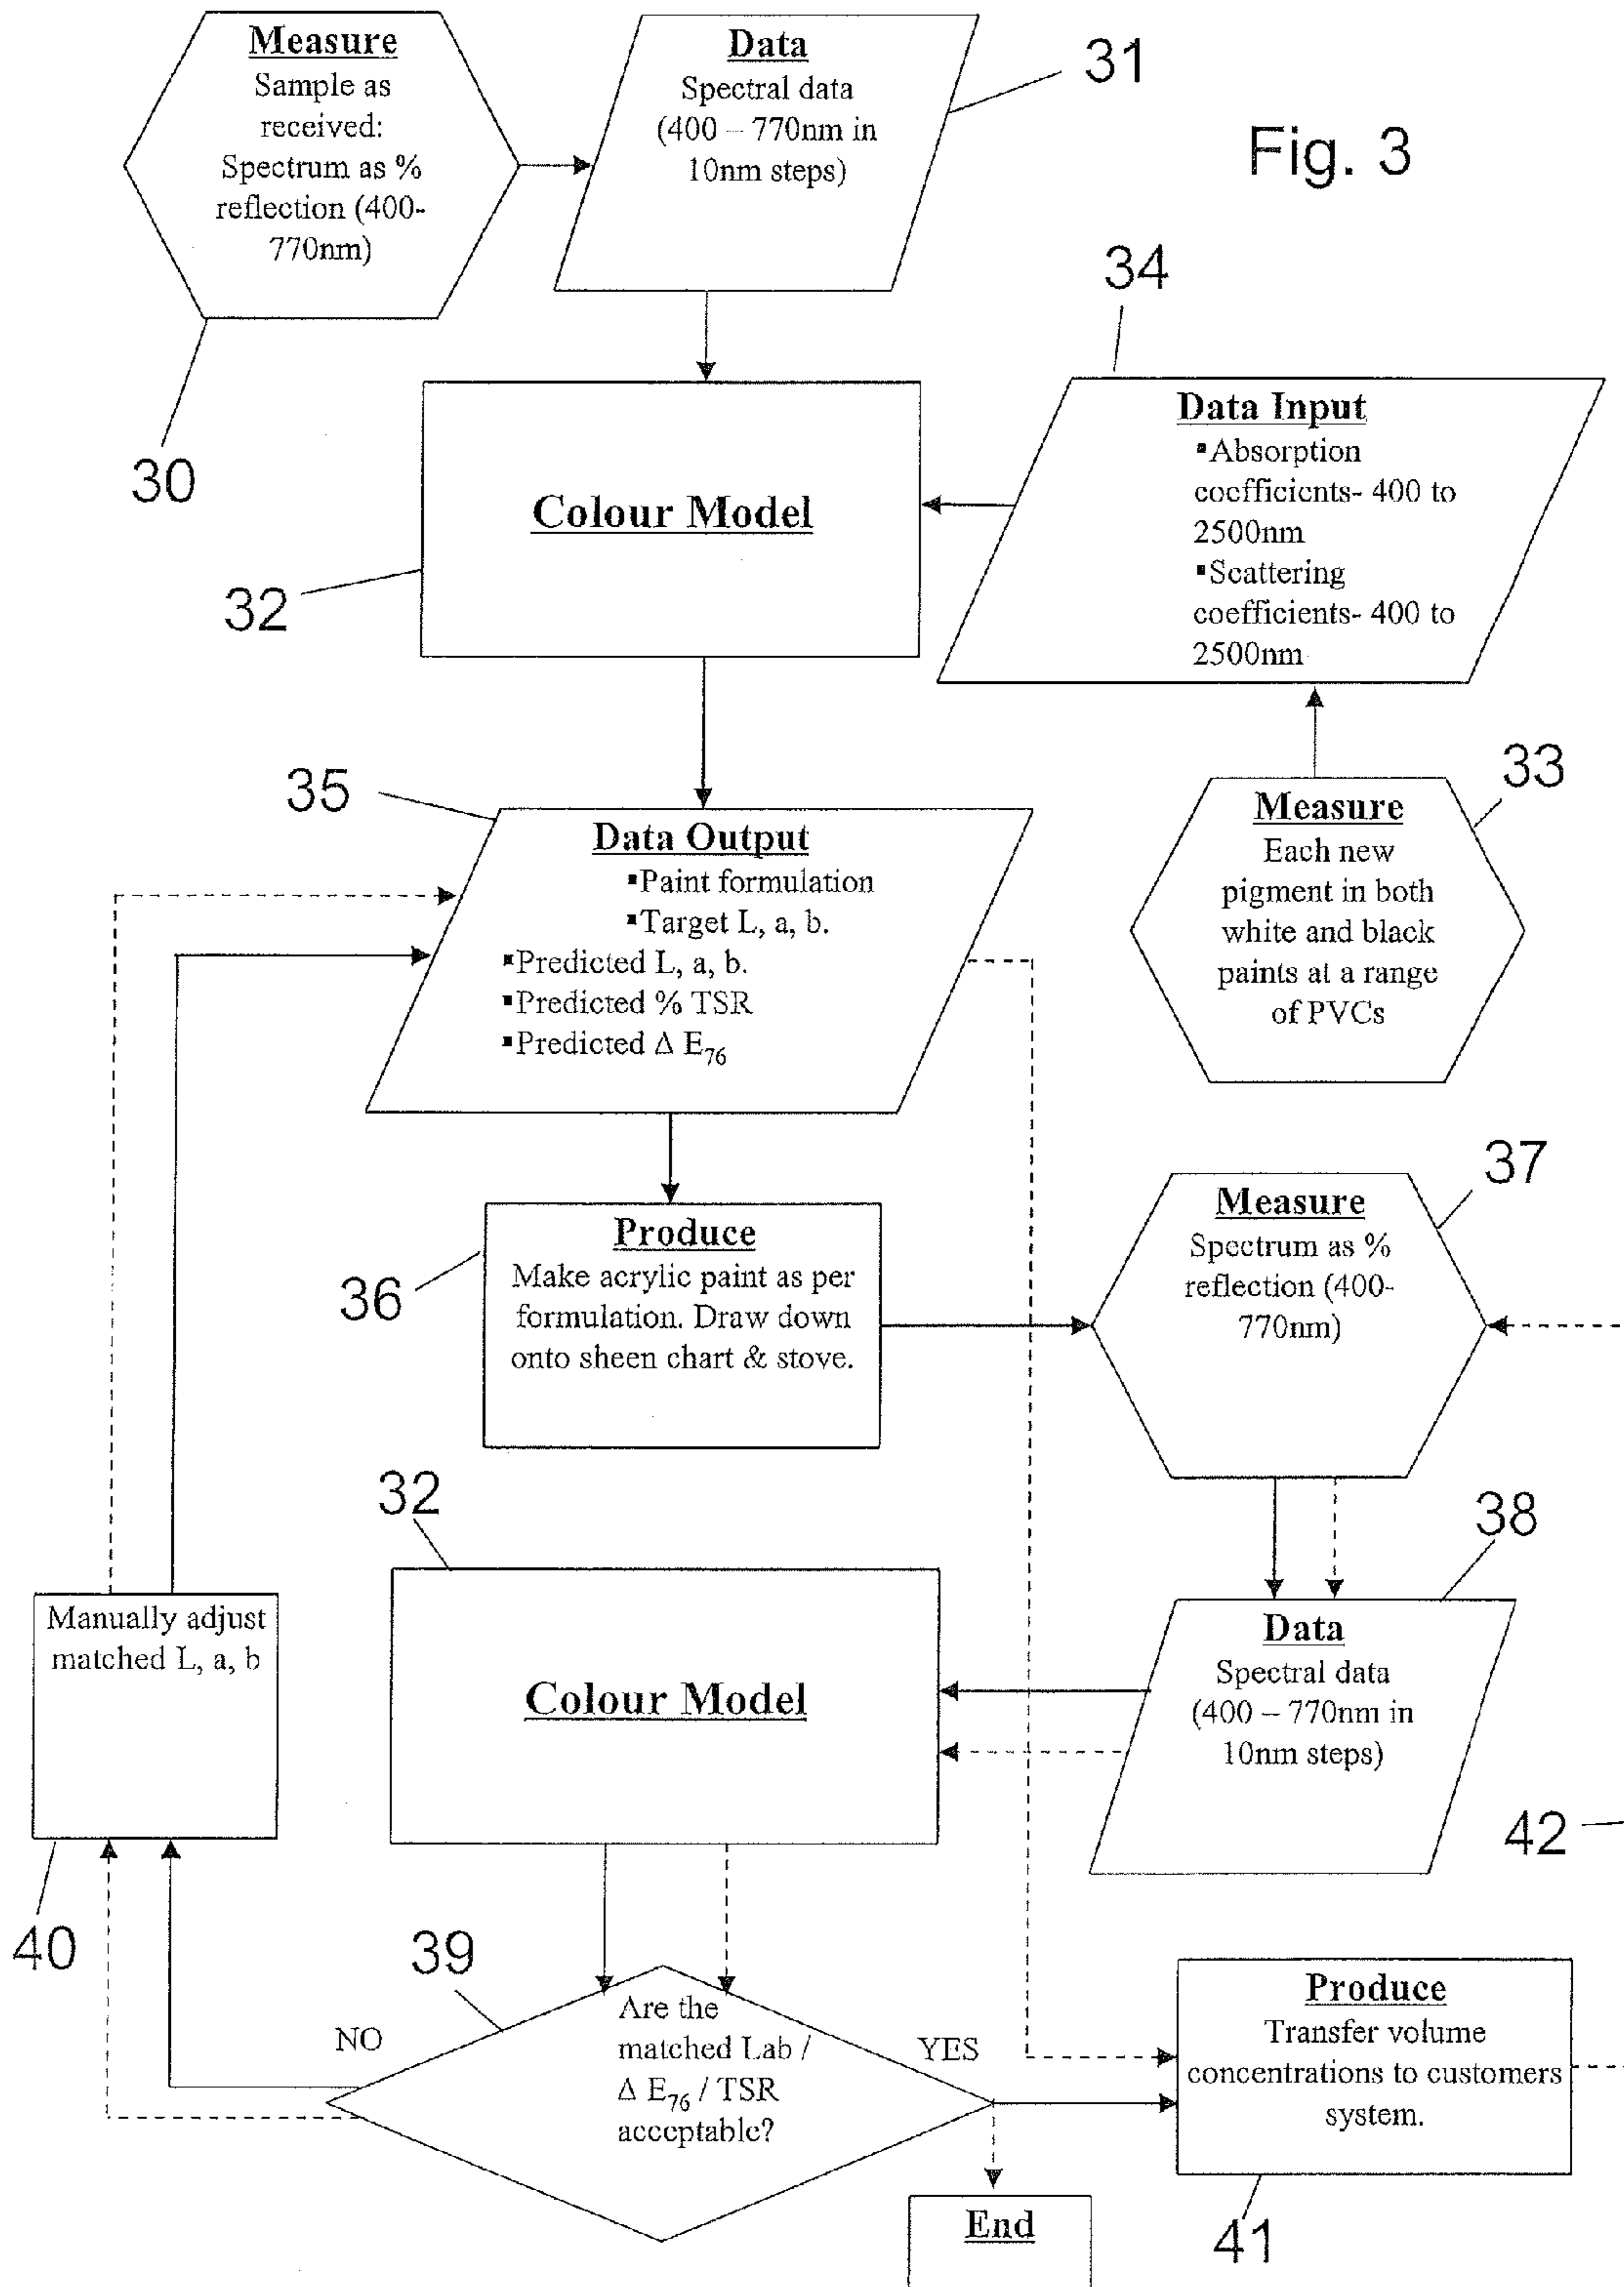 Measure
Sample as
received:
Spectrum as %
reflection (400-
770nm)
30
Data
Spectral data
(400 – 770nm in
10nm steps)
31
Fig. 3
34
Data Input
▪Absorption
coefficients- 400 to
2500nm
▪Scattering
coefficients- 400 to
2500nm
Colour Model
32
33
Measure
Each new
pigment in both
white and black
paints at a range
of PVCs
35
Data Output
▪Paint formulation
▪Target L, a, b.
▪Predicted L, a, b.
▪Predicted % TSR
▪Predicted Δ E76
36
Produce
Make acrylic paint as per
formulation. Draw down
onto sheen chart & stove.
37
Measure
Spectrum as %
reflection (400-
770nm)
38
Data
Spectral data
(400 – 770nm in
10nm steps)
32
Colour Model
Manually adjust
matched L, a, b
40
42
39
Are the
matched Lab /
Δ E76 / TSR
acceptable?
NO
YES
Produce
Transfer volume
concentrations to customers
system.
41
End